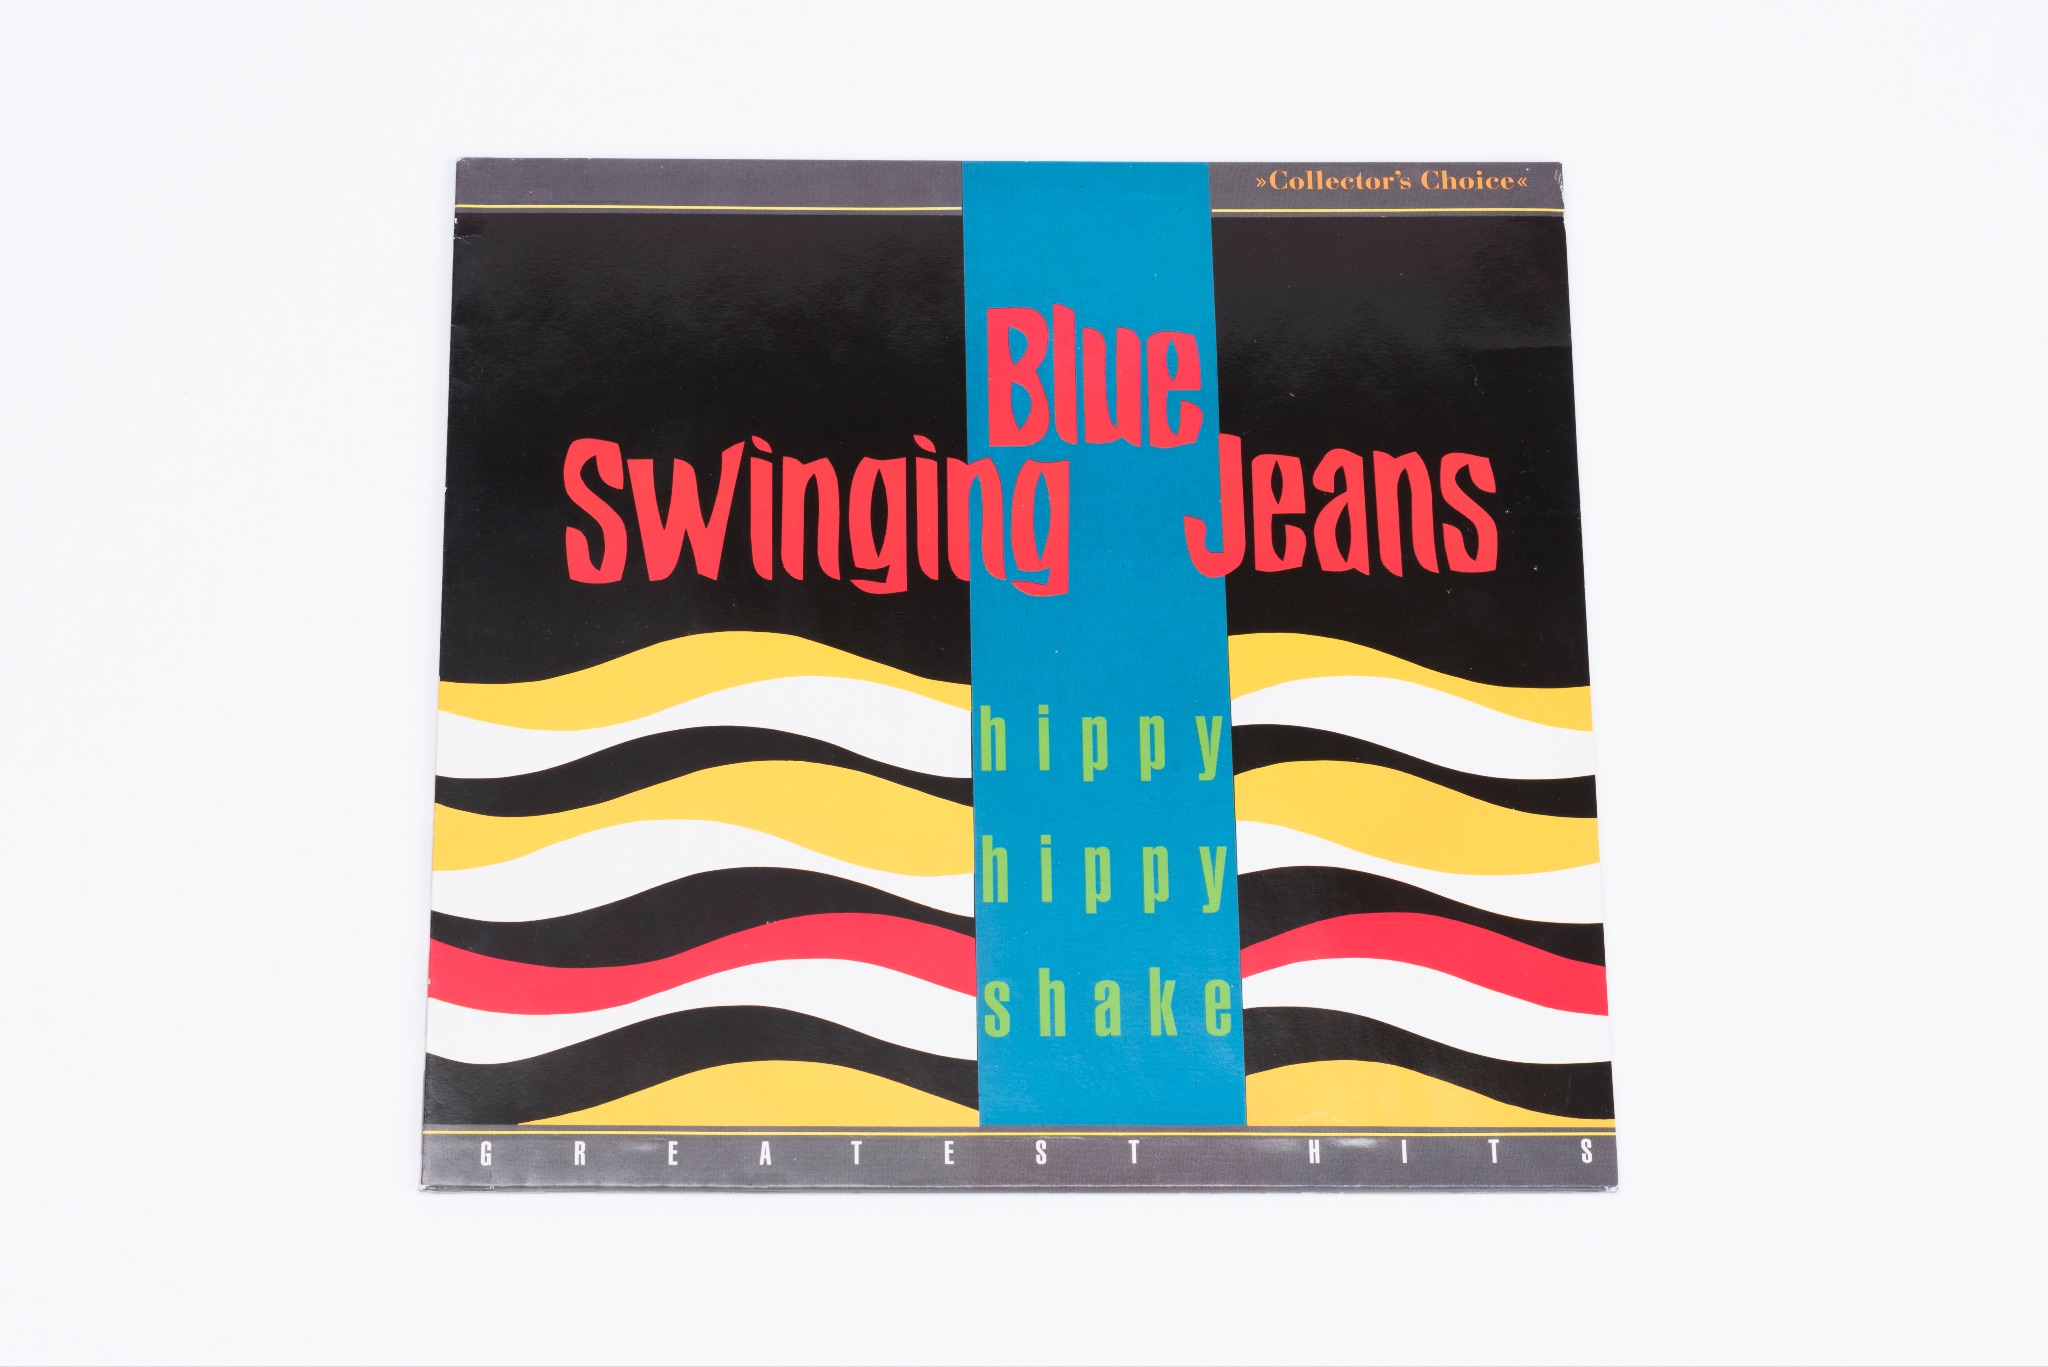 »Collector's Choice«
Blue
Swinging Jeans
hippy
hippy
shake
GREATEST HITS